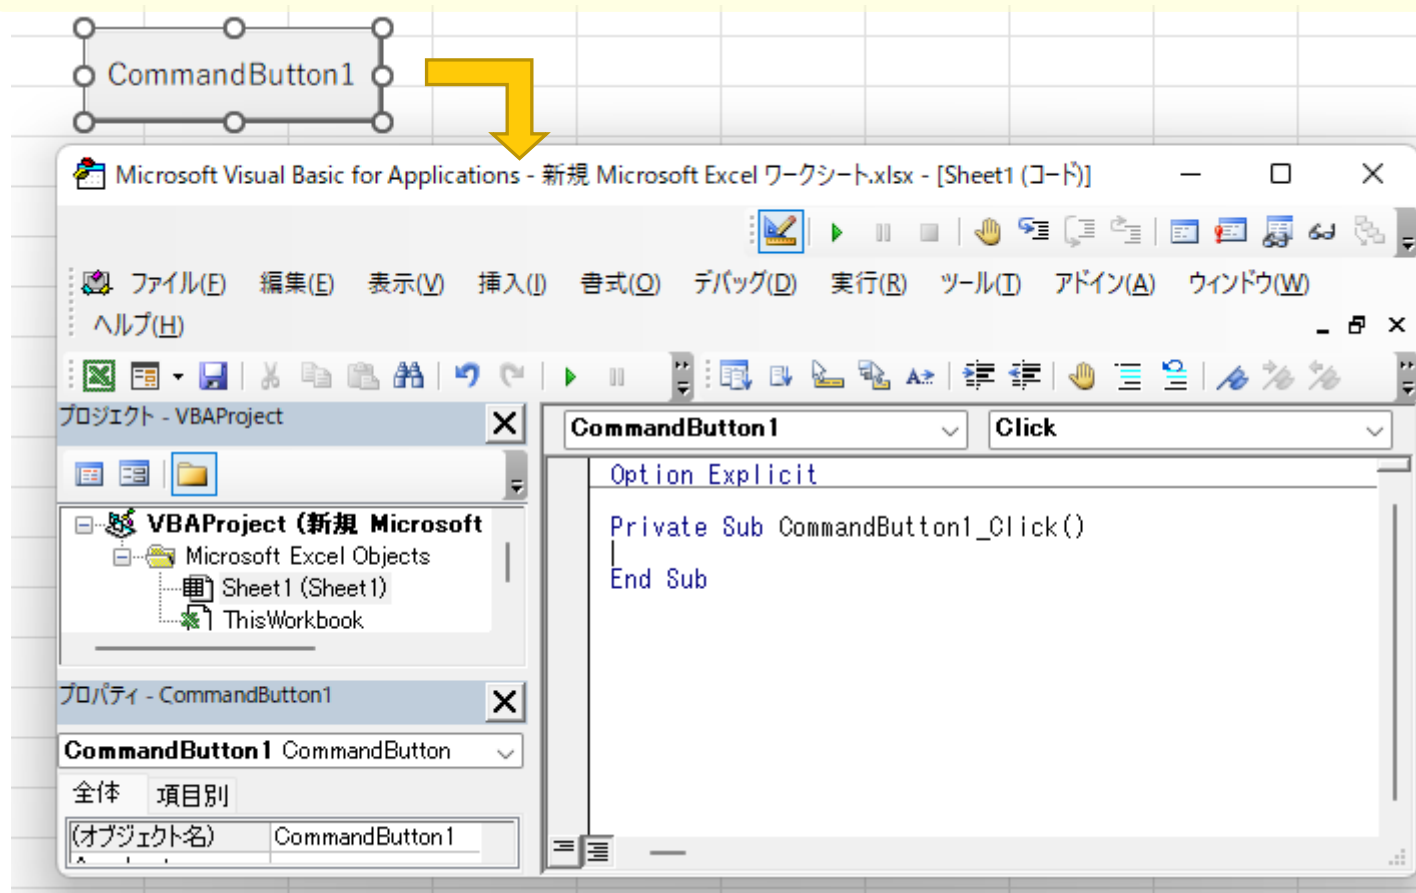 CommandButton1
Microsoft Visual Basic for Applications - 新規 Microsoft Excel ワークシート.xlsx - [Sheet1 (コード)]
ファイル(F) 編集(E) 表示(V) 挿入(I) 書式(O) デバッグ(D) 実行(R) ツール(T) アドイン(A) ウィンドウ(W)
ヘルプ(H)
プロジェクト - VBAProject
VBAProject (新規 Microsoft
Microsoft Excel Objects
Sheet1 (Sheet1)
ThisWorkbook
プロパティ - CommandButton1
CommandButton1 CommandButton
全体 項目別
(オブジェクト名) CommandButton1
CommandButton1 Click
Option Explicit
Private Sub CommandButton1_Click()
End Sub